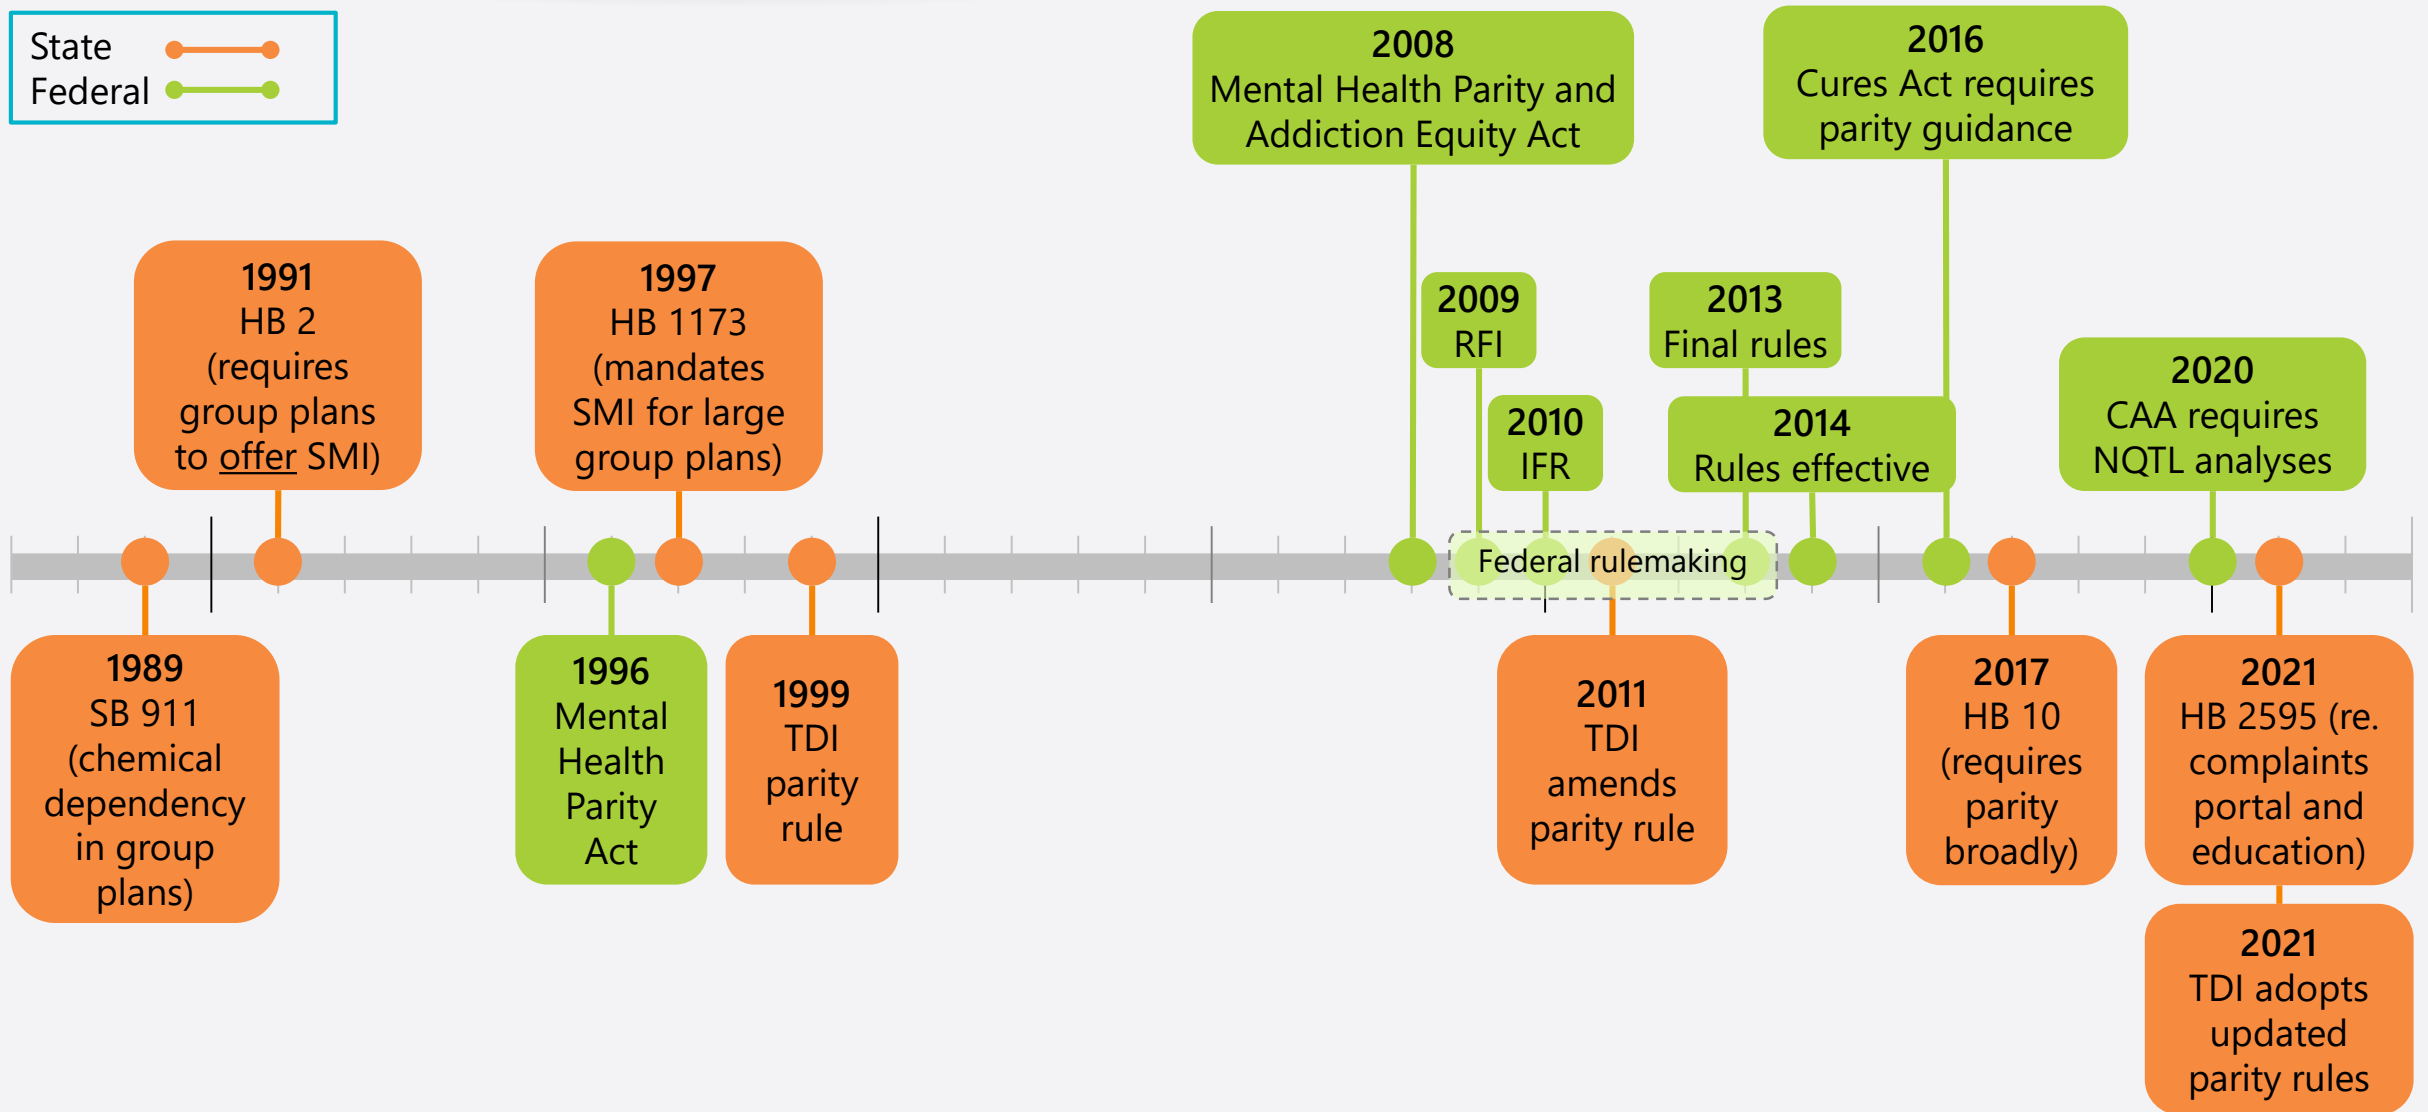 State
Federal
2008
Mental Health Parity and
Addiction Equity Act
2016
Cures Act requires
parity guidance
1991
HB 2
(requires
group plans
to offer SMI)
1997
HB 1173
(mandates
SMI for large
group plans)
2009
RFI
2013
Final rules
2010
IFR
2014
Rules effective
2020
CAA requires
NQTL analyses
Federal rulemaking
1989
SB 911
(chemical
dependency
in group
plans)
1996
Mental
Health
Parity
Act
1999
TDI
parity
rule
2011
TDI
amends
parity rule
2017
HB 10
(requires
parity
broadly)
2021
HB 2595 (re.
complaints
portal and
education)
2021
TDI adopts
updated
parity rules